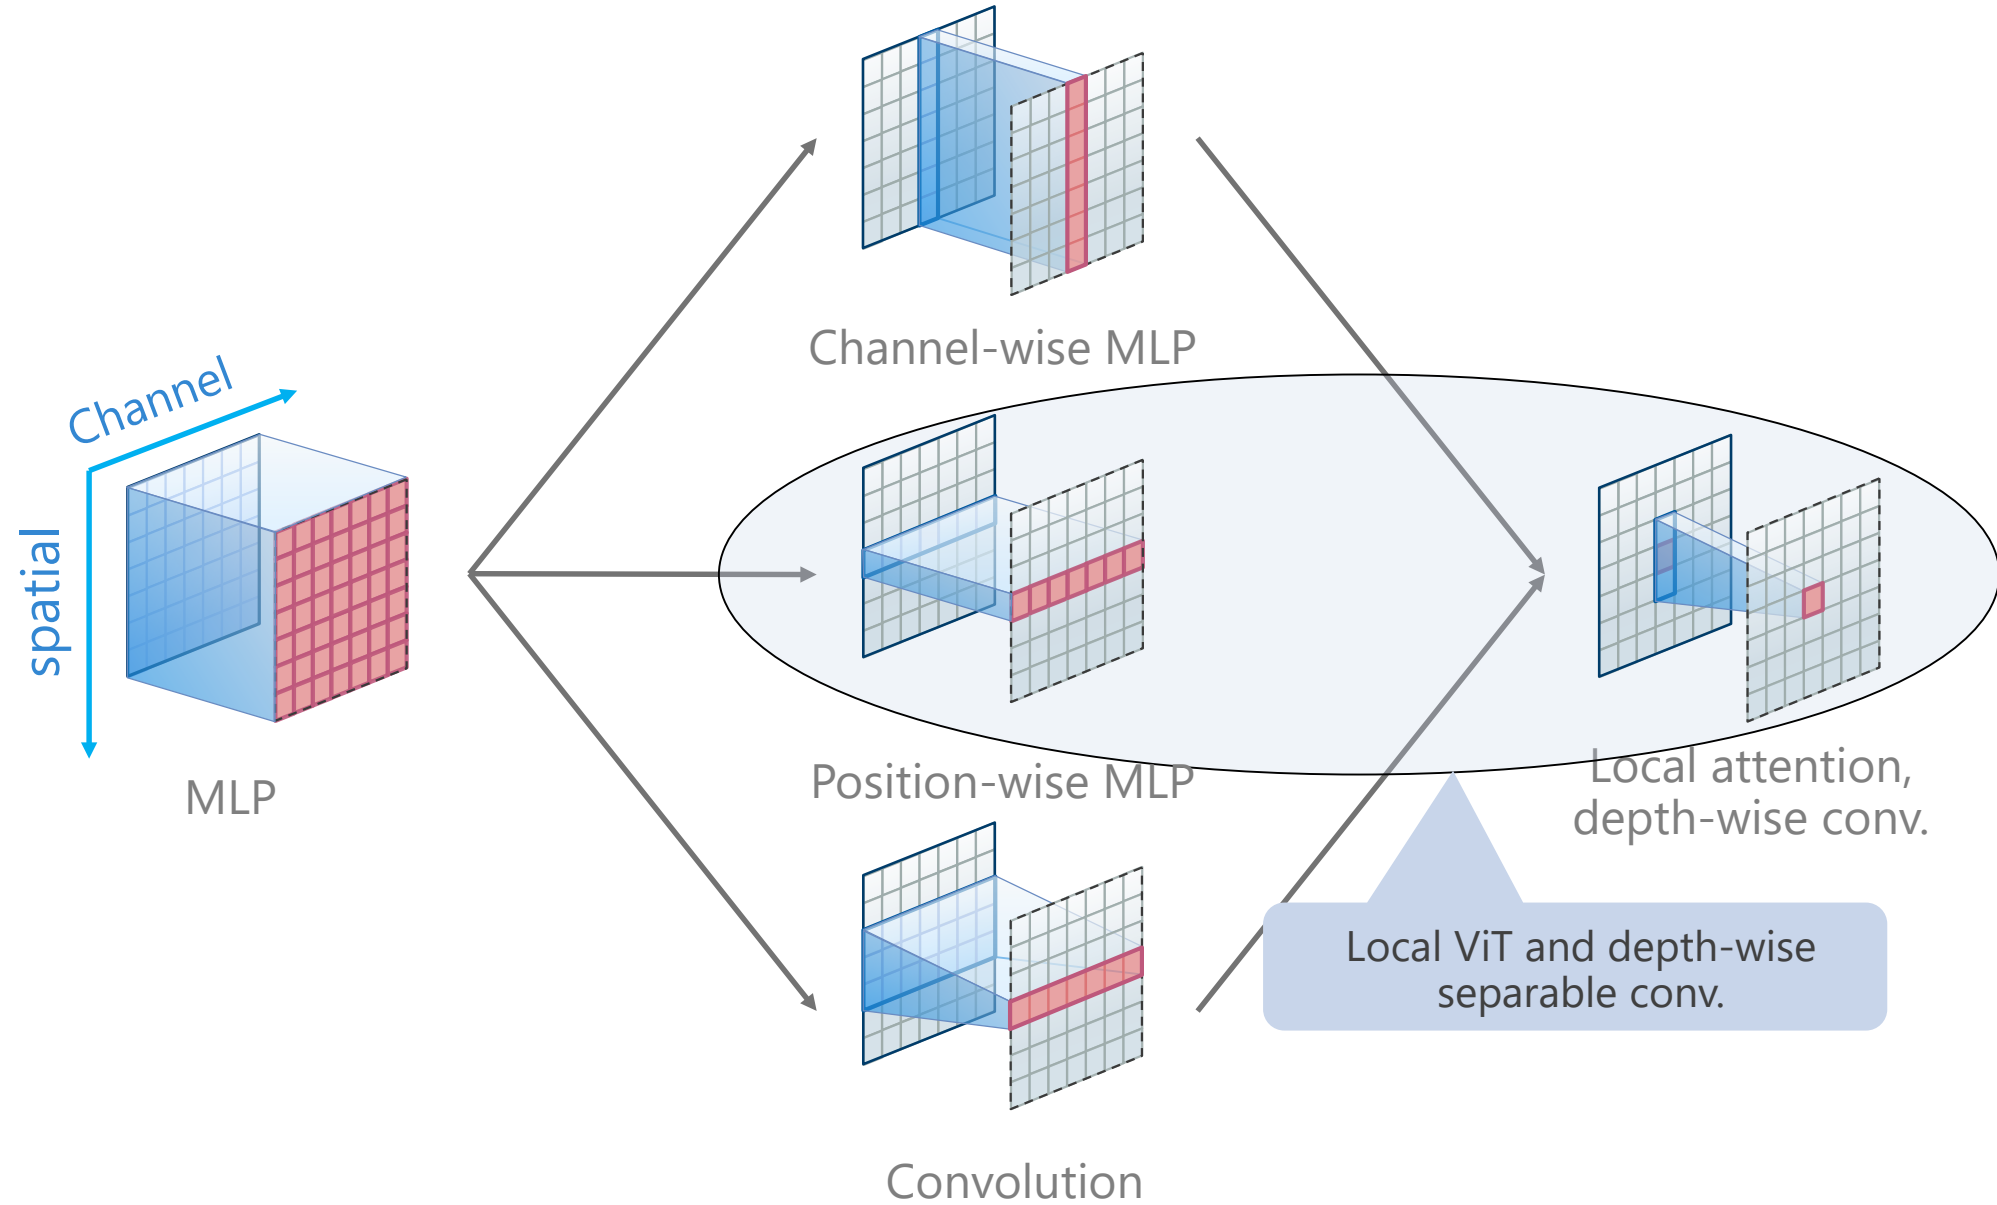 Channel
spatial
MLP
Channel-wise MLP
Position-wise MLP
Convolution
Local attention,
depth-wise conv.
Local ViT and depth-wise
separable conv.